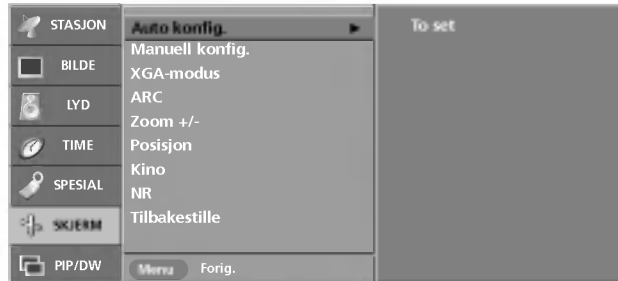 STASJON
BILDE
LYD
TIME
SPESIAL
SKJERM
PIP/DW
Auto konfig.
Manuell konfig.
XGA-modus
ARC
Zoom +/-
Posisjon
Kino
NR
Tilbakestille
Menu Forig.
To set